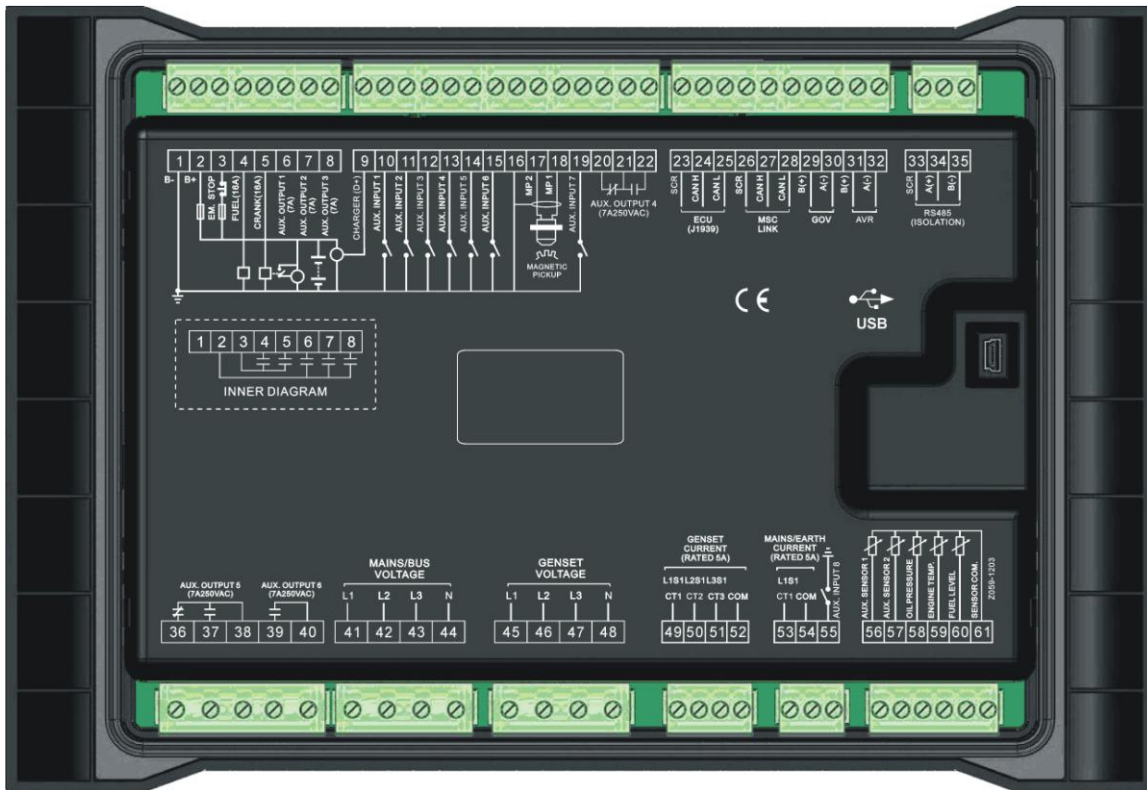 1 2 3 4 5 6 7 8 9 10 11 12 13 14 15 16 17 18 19 20 21 22 23 24 25 26 27 28 29 30 31 32 33 34 35
B-
B+
EM. STOP
FUEL(16A)
CRANK(16A)
AUX. OUTPUT 1
(7A)
AUX. OUTPUT 2
(7A)
AUX. OUTPUT 3
(7A)
CHARGER (D+)
AUX. INPUT 1
AUX. INPUT 2
AUX. INPUT 3
AUX. INPUT 4
AUX. INPUT 5
AUX. INPUT 6
MP 2
MP 1
MAGNETIC
PICKUP
AUX. INPUT 7
AUX. OUTPUT 4
(7A250VAC)
SCR
CAN H
CAN L
ECU
(J1939)
SCR
CAN H
CAN L
MSC
LINK
B(+)
A(-)
GOV
B(+)
A(-)
AVR
SCR
A(+)
B(-)
RS485
(ISOLATION)
CE
USB
1 2 3 4 5 6 7 8
INNER DIAGRAM
AUX. OUTPUT 5
(7A250VAC)
AUX. OUTPUT 6
(7A250VAC)
MAINS/BUS
VOLTAGE
L1 L2 L3 N
GENSET
VOLTAGE
L1 L2 L3 N
GENSET
CURRENT
(RATED 5A)
L1S1L2S1L3S1
CT1 CT2 CT3 COM
MAINS/EARTH
CURRENT
(RATED 5A)
L1S1
CT1 COM
AUX. INPUT 8
AUX. SENSOR 1
AUX. SENSOR 2
OIL PRESSURE
ENGINE TEMP.
FUEL LEVEL
SENSOR COM.
Z059-1203
36 37 38 39 40 41 42 43 44 45 46 47 48 49 50 51 52 53 54 55 56 57 58 59 60 61